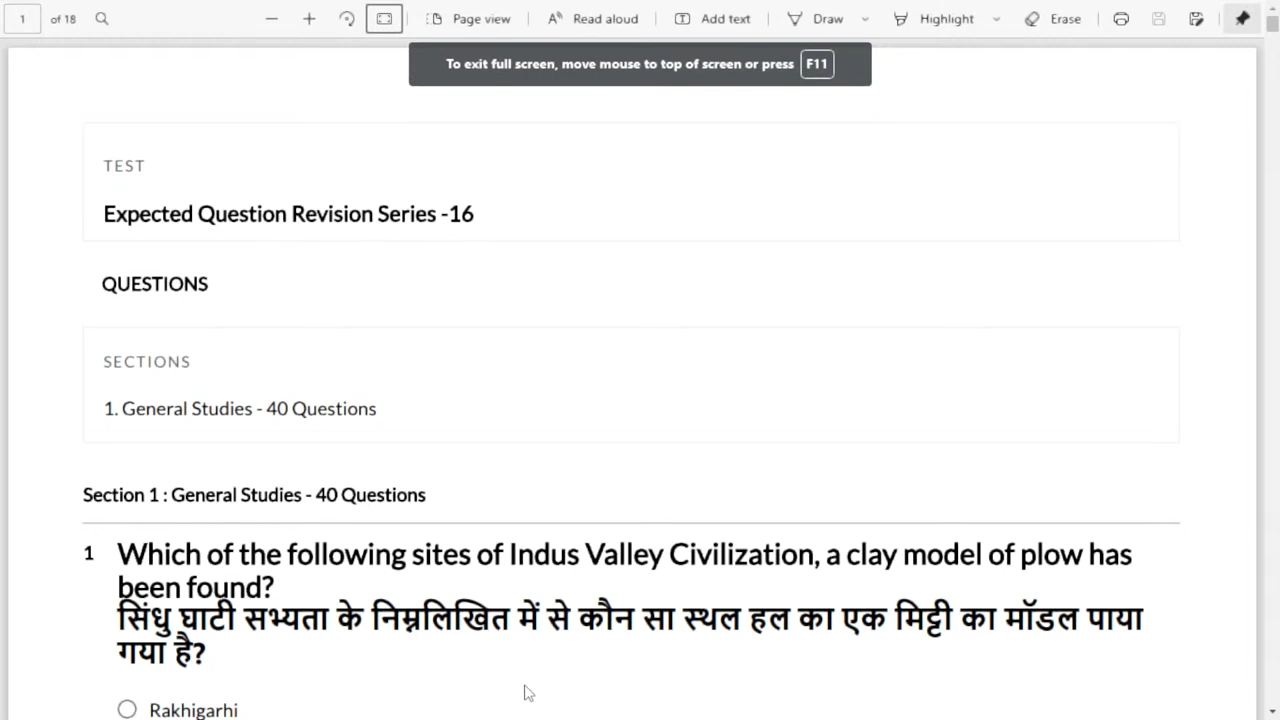 1 of 18 Page view Read aloud Add text Draw Highlight Erase
To exit full screen, move mouse to top of screen or press F11
TEST
Expected Question Revision Series -16
QUESTIONS
SECTIONS
1. General Studies - 40 Questions
Section 1 : General Studies - 40 Questions
1 Which of the following sites of Indus Valley Civilization, a clay model of plow has
been found?
सिंधु घाटी सभ्यता के निम्नलिखित में से कौन सा स्थल हल का एक मिट्टी का मॉडल पाया
गया है?
Rakhigarhi